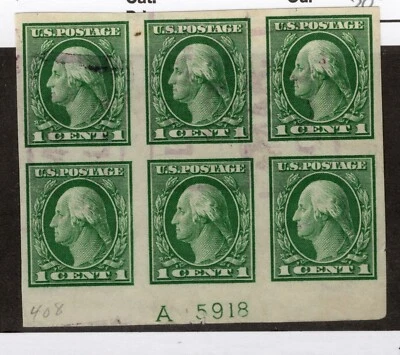 U.S. POSTAGE U.S. POSTAGE U.S. POSTAGE
1 CENT 1 1 CENT 1 1 CENT 1
U.S. POSTAGE U.S. POSTAGE U.S. POSTAGE
1 CENT 1 1 CENT 1 1 CENT 1
408
A 5918